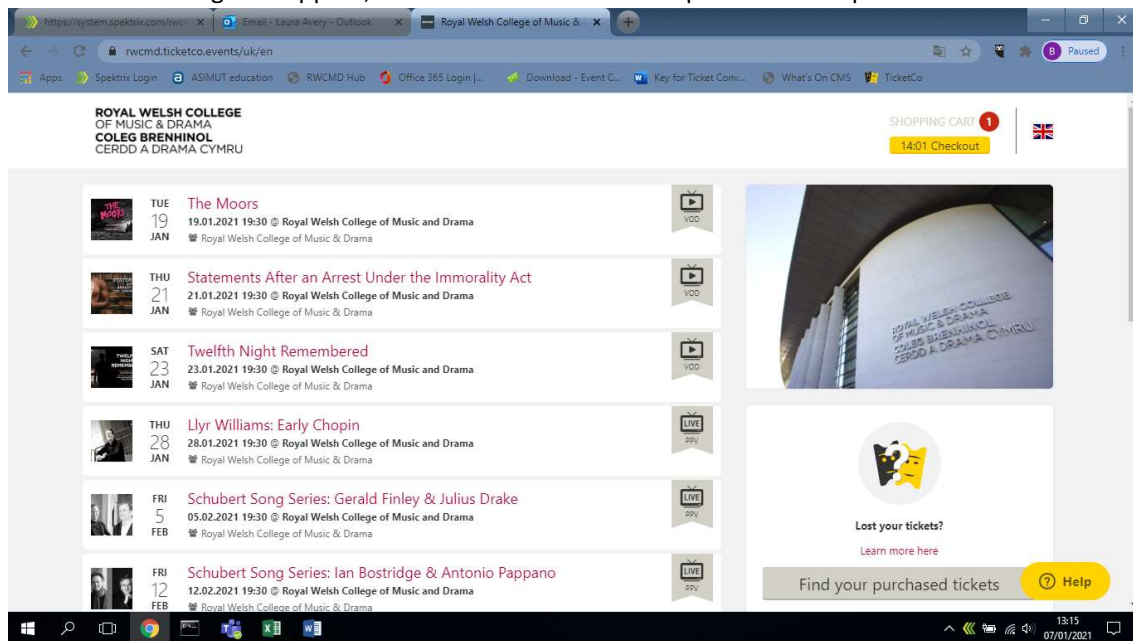 https://system.spektrix.com/rwc
Email - Laura Avery - Outlook
Royal Welsh College of Music &
rwcmd.ticketco.events/uk/en
B Paused
Apps
Spektrix Login
ASIMUT education
RWCMD Hub
Office 365 Login |...
Download - Event C...
Key for Ticket Conv...
What's On CMS
TicketCo
ROYAL WELSH COLLEGE
OF MUSIC & DRAMA
COLEG BRENHINOL
CERDD A DRAMA CYMRU
SHOPPING CART 1
14:01 Checkout
THE MOORS
TUE
19
JAN
The Moors
19.01.2021 19:30 @ Royal Welsh College of Music and Drama
Royal Welsh College of Music & Drama
VOD
THU
21
JAN
Statements After an Arrest Under the Immorality Act
21.01.2021 19:30 @ Royal Welsh College of Music and Drama
Royal Welsh College of Music & Drama
VOD
SAT
23
JAN
Twelfth Night Remembered
23.01.2021 19:30 @ Royal Welsh College of Music and Drama
Royal Welsh College of Music & Drama
VOD
THU
28
JAN
Llyr Williams: Early Chopin
28.01.2021 19:30 @ Royal Welsh College of Music and Drama
Royal Welsh College of Music & Drama
LIVE
PPV
FRI
5
FEB
Schubert Song Series: Gerald Finley & Julius Drake
05.02.2021 19:30 @ Royal Welsh College of Music and Drama
Royal Welsh College of Music & Drama
LIVE
PPV
FRI
12
FEB
Schubert Song Series: Ian Bostridge & Antonio Pappano
12.02.2021 19:30 @ Royal Welsh College of Music and Drama
Royal Welsh College of Music & Drama
LIVE
PPV
ROYAL WELSH COLLEGE
OF MUSIC & DRAMA
COLEG BRENHINOL
CERDD A DRAMA CYMRU
Lost your tickets?
Learn more here
Find your purchased tickets
Help
13:15
07/01/2021